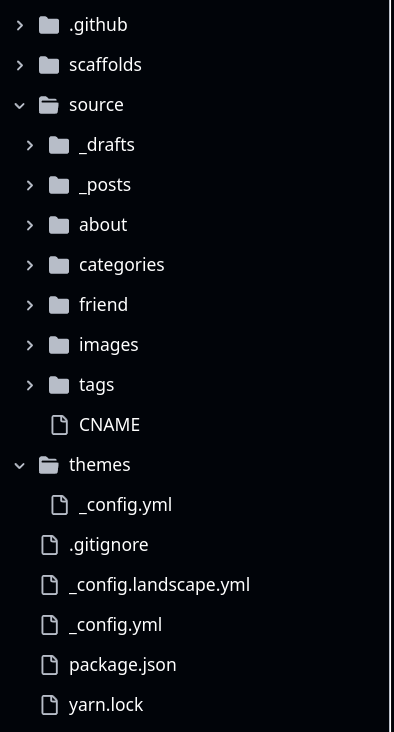 .github
scaffolds
source
_drafts
_posts
about
categories
friend
images
tags
CNAME
themes
_config.yml
.gitignore
_config.landscape.yml
_config.yml
package.json
yarn.lock